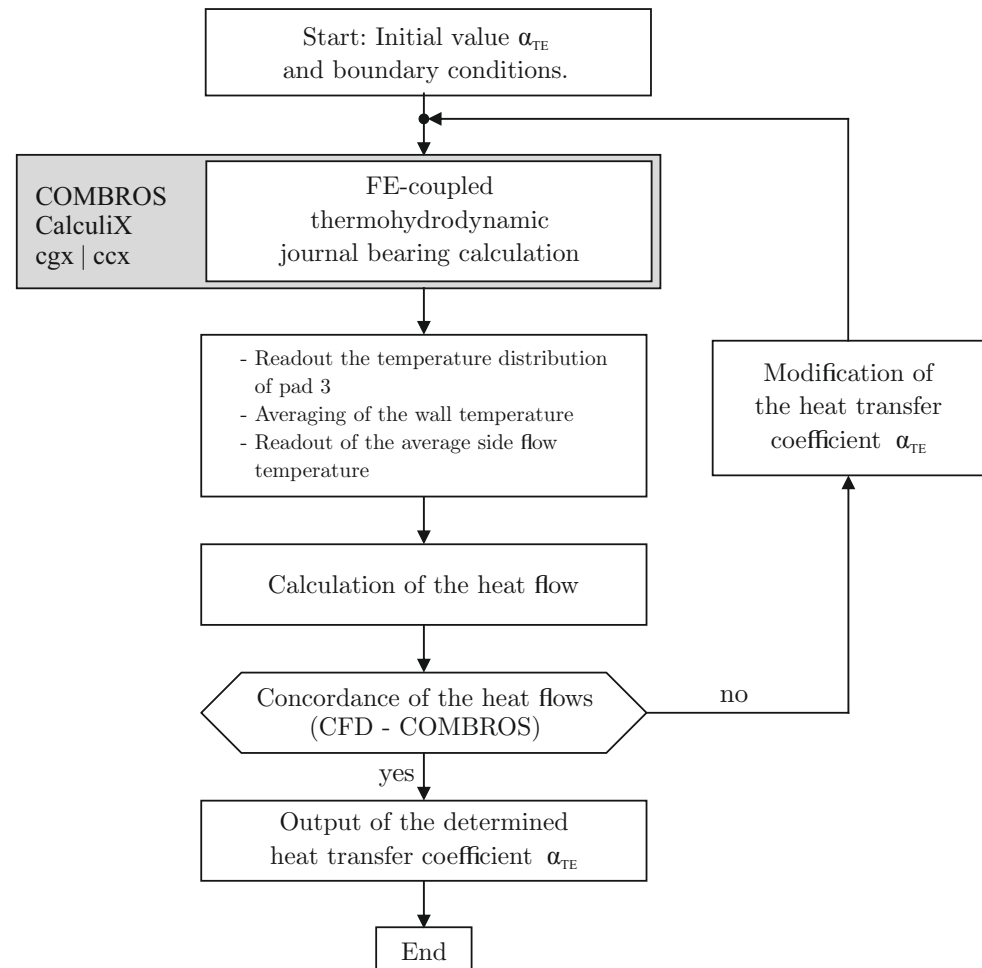 Start: Initial value α_TE
and boundary conditions.
COMBROS
CalculiX
cgx | ccx
FE-coupled
thermohydrodynamic
journal bearing calculation
- Readout the temperature distribution
of pad 3
- Averaging of the wall temperature
- Readout of the average side flow
temperature
Modification of
the heat transfer
coefficient α_TE
Calculation of the heat flow
Concordance of the heat flows
(CFD - COMBROS)
no
yes
Output of the determined
heat transfer coefficient α_TE
End